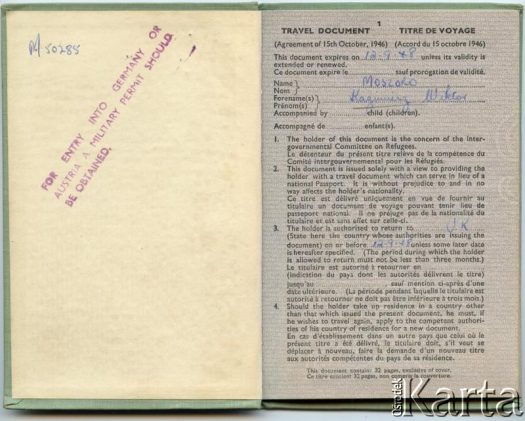 M 50285
FOR ENTRY INTO GERMANY OR
AUSTRIA A MILITARY PERMIT SHOULD
BE OBTAINED.
1
TRAVEL DOCUMENT TITRE DE VOYAGE
(Agreement of 15th October, 1946) (Accord du 15 octobre 1946)
This document expires on 12.9.48 unless its validity is
extended or renewed.
Ce document expire le sauf prorogation de validité.
Name
Nom
Forename(s)
Prénom(s) Kazimierz Wiktor
Accompanied by child (children).
Accompagné de enfant(s).
1. The holder of this document is the concern of the Inter-
governmental Committee on Refugees.
Le détenteur du présent titre relève de la compétence du
Comité intergouvernemental pour les Réfugiés.
2. This document is issued solely with a view to providing the
holder with a travel document which can serve in lieu of a
national Passport. It is without prejudice to and in no
way affects the holder's nationality.
Ce titre est délivré uniquement en vue de fournir au
titulaire un document de voyage pouvant tenir lieu de
passeport national. Il ne préjuge pas de la nationalité du
titulaire et est sans effet sur celle-ci.
3. The holder is authorised to return to U.K
(State here the country whose authorities are issuing the
document) on or before 12.9.48 unless some later date
is hereafter specified. (The period during which the holder
is allowed to return must not be less than three months.)
Le titulaire est autorisé à retourner en
(Indication du pays dont les autorités délivrent le titre)
jusqu'au sauf mention ci-après d'une
date ultérieure. (La période pendant laquelle le titulaire est
autorisé à retourner ne doit pas être inférieure à trois mois.)
4. Should the holder take up residence in a country other
than that which issued the present document, he must, if
he wishes to travel again, apply to the competent authori-
ties of his country of residence for a new document.
En cas d'établissement dans un autre pays que celui où le
présent titre a été délivré, le titulaire doit, s'il veut se
déplacer à nouveau, faire la demande d'un nouveau titre
aux autorités compétentes du pays de sa résidence.
This document contains 32 pages, exclusive of cover.
Ce titre contient 32 pages, non compris la couverture.
ośrodek Karta